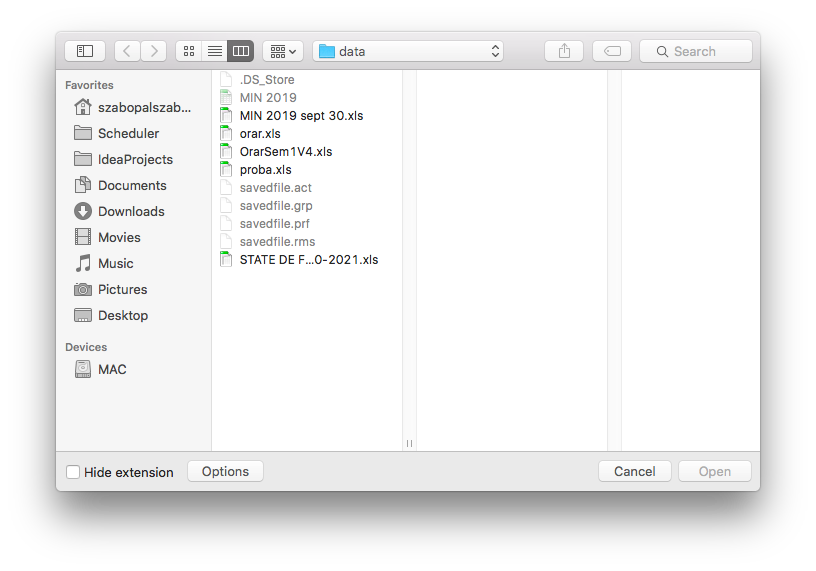 data
Search
Favorites
szabopalszab...
Scheduler
IdeaProjects
Documents
Downloads
Movies
Music
Pictures
Desktop
Devices
MAC
.DS_Store
MIN 2019
MIN 2019 sept 30.xls
orar.xls
OrarSem1V4.xls
proba.xls
savedfile.act
savedfile.grp
savedfile.prf
savedfile.rms
STATE DE F...0-2021.xls
Hide extension
Options
Cancel
Open